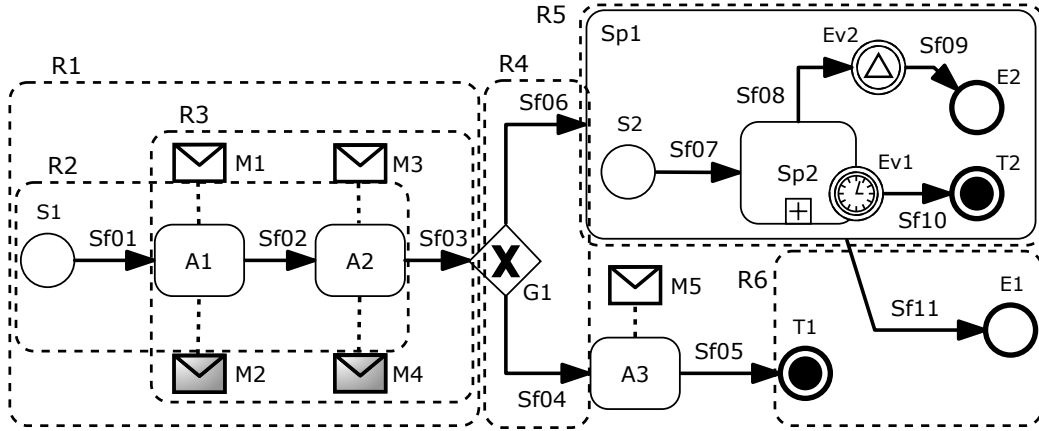 R5
Sp1
Ev2
Sf09
R1
R4
E2
Sf06
Sf08
R3
S2
M1
M3
Sf07
Ev1
T2
R2
Sp2
S1
Sf10
Sf01
Sf02
Sf03
A1
A2
X
G1
M5
R6
E1
Sf11
T1
Sf05
A3
M2
M4
Sf04